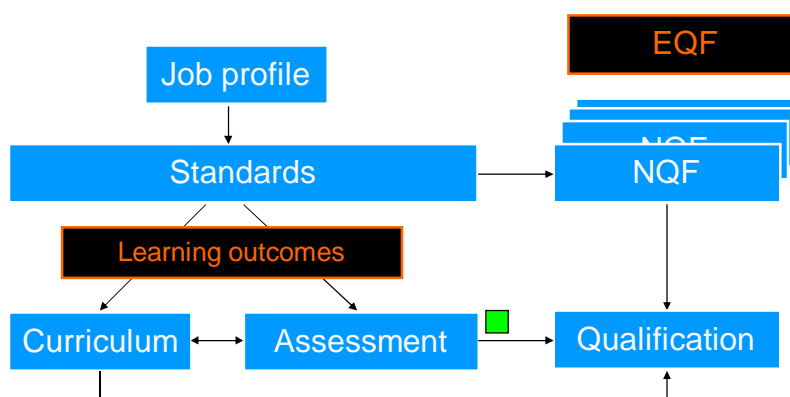 EQF
Job profile
Standards
NQF
Learning outcomes
Curriculum
Assessment
Qualification